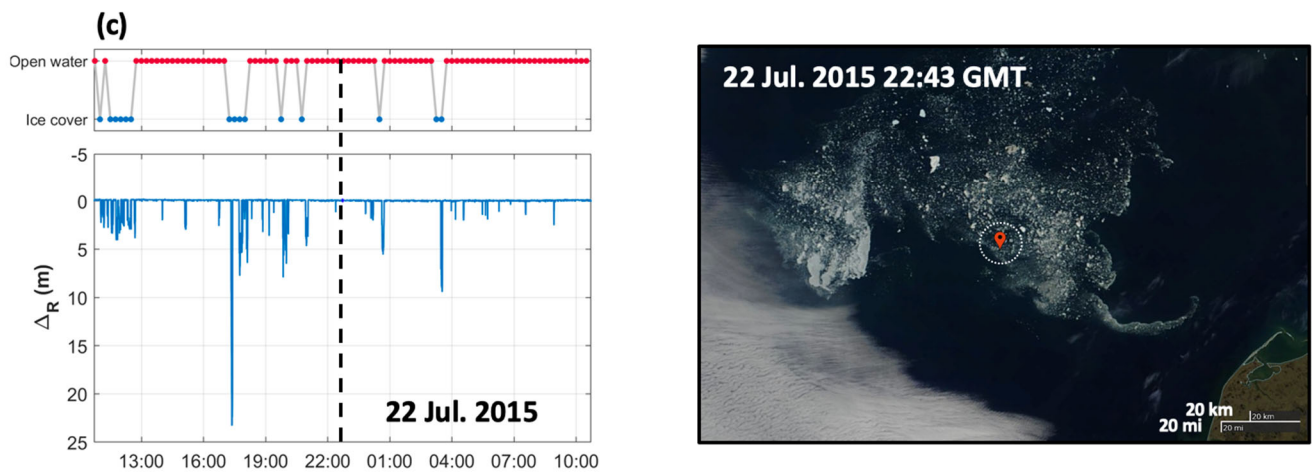 (c)
Open water
Ice cover
-5
0
5
10
15
20
25
ΔR (m)
22 Jul. 2015
13:00 16:00 19:00 22:00 01:00 04:00 07:00 10:00
22 Jul. 2015 22:43 GMT
20 km
20 mi
20 km
20 mi